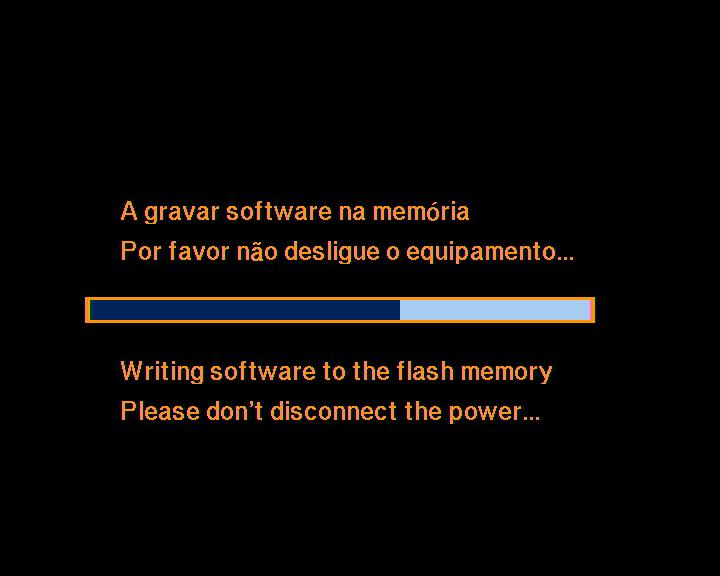 A gravar software na memória
Por favor não desligue o equipamento...
Writing software to the flash memory
Please don't disconnect the power...